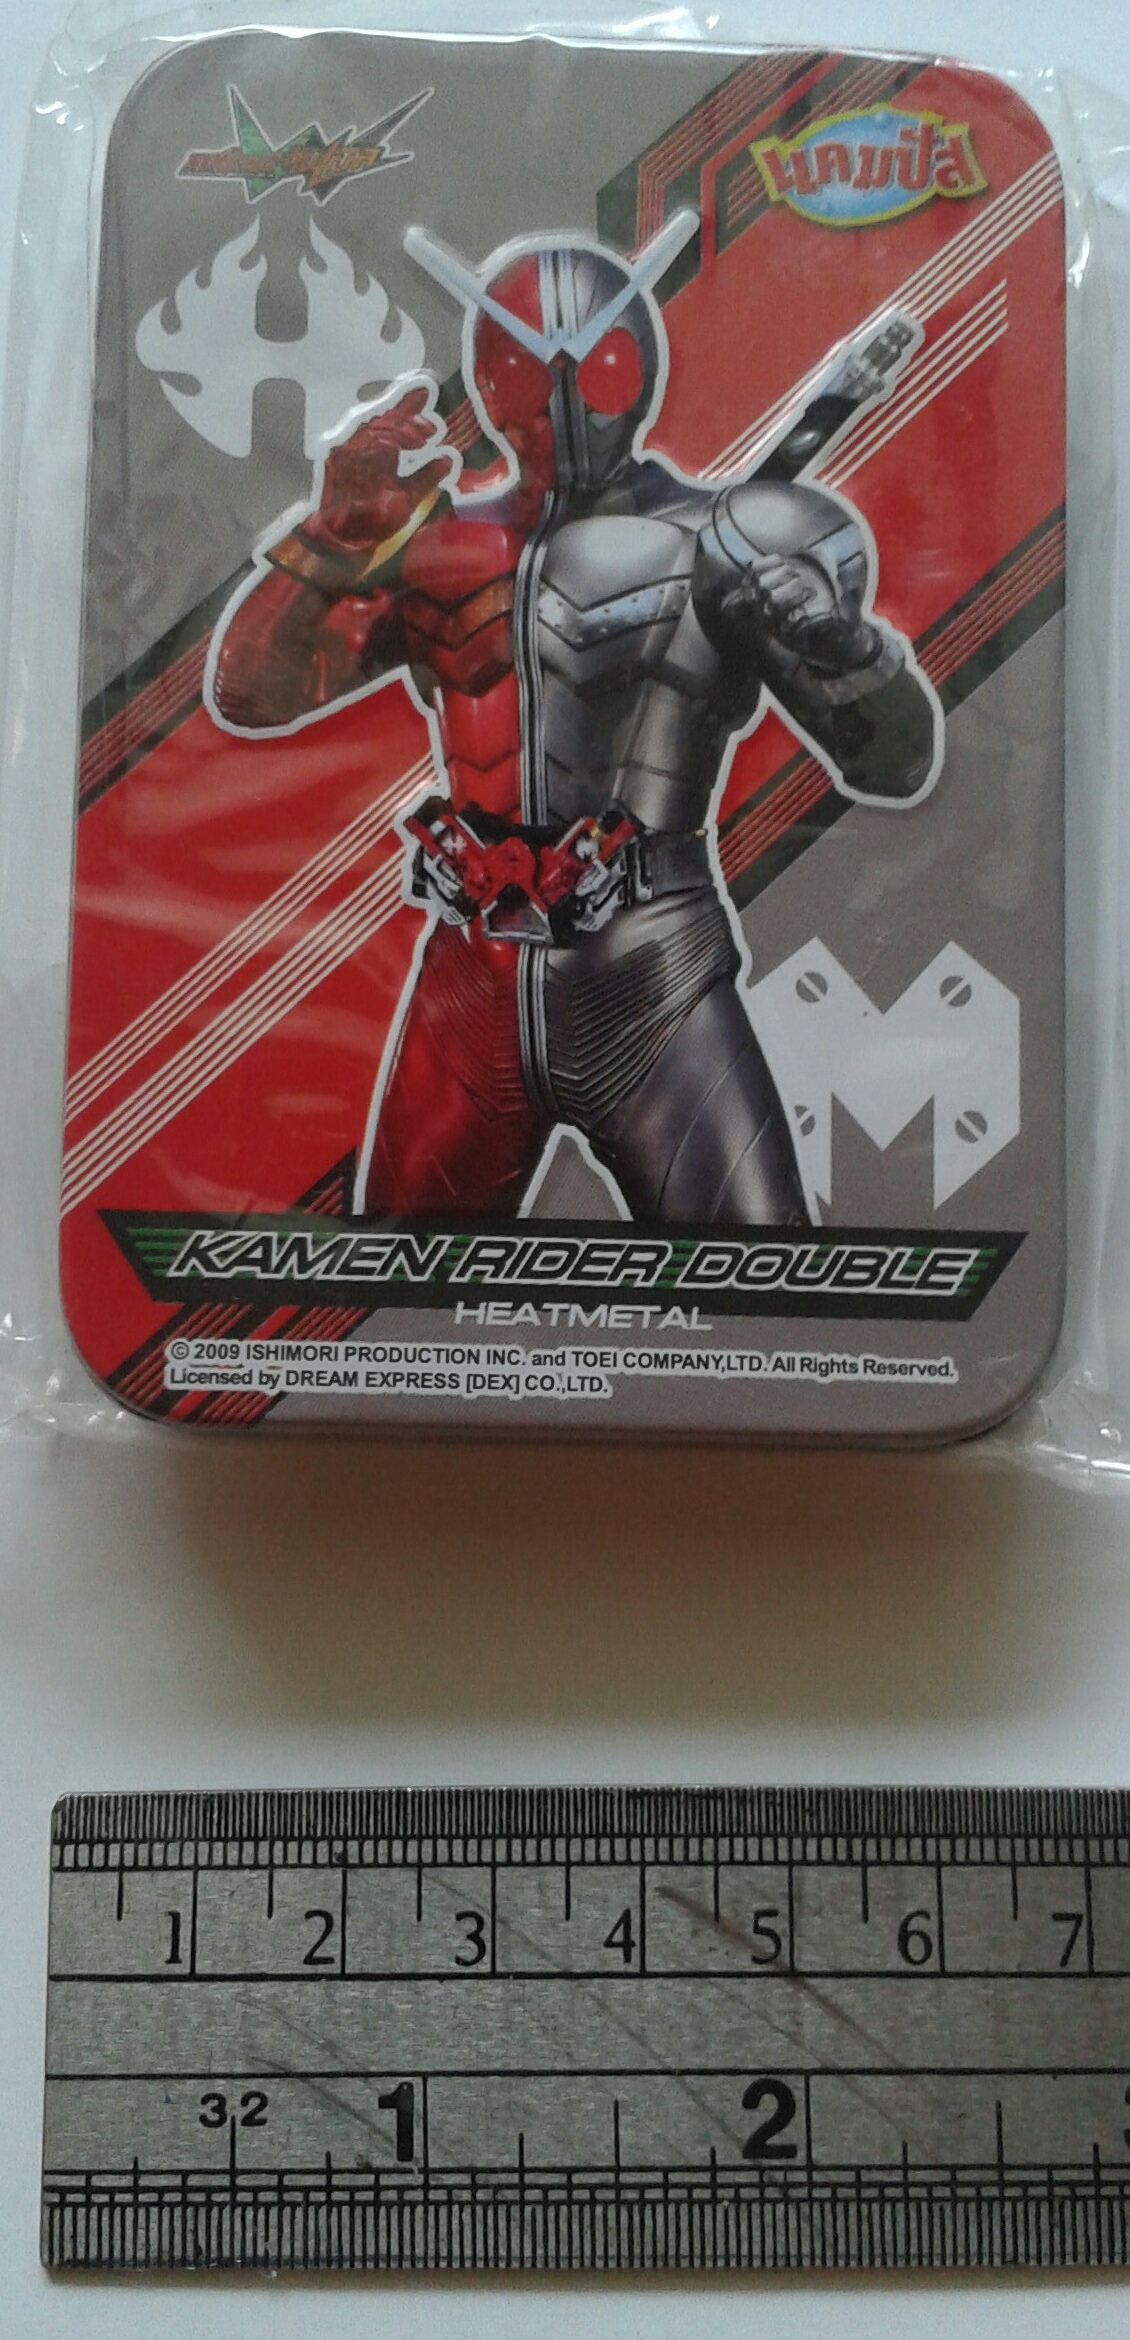 แคมปัส
H
M
KAMEN RIDER DOUBLE
HEATMETAL
© 2009 ISHIMORI PRODUCTION INC. and TOEI COMPANY,LTD. All Rights Reserved.
Licensed by DREAM EXPRESS [DEX] CO.,LTD.
1 2 3 4 5 6 7
32 1 2